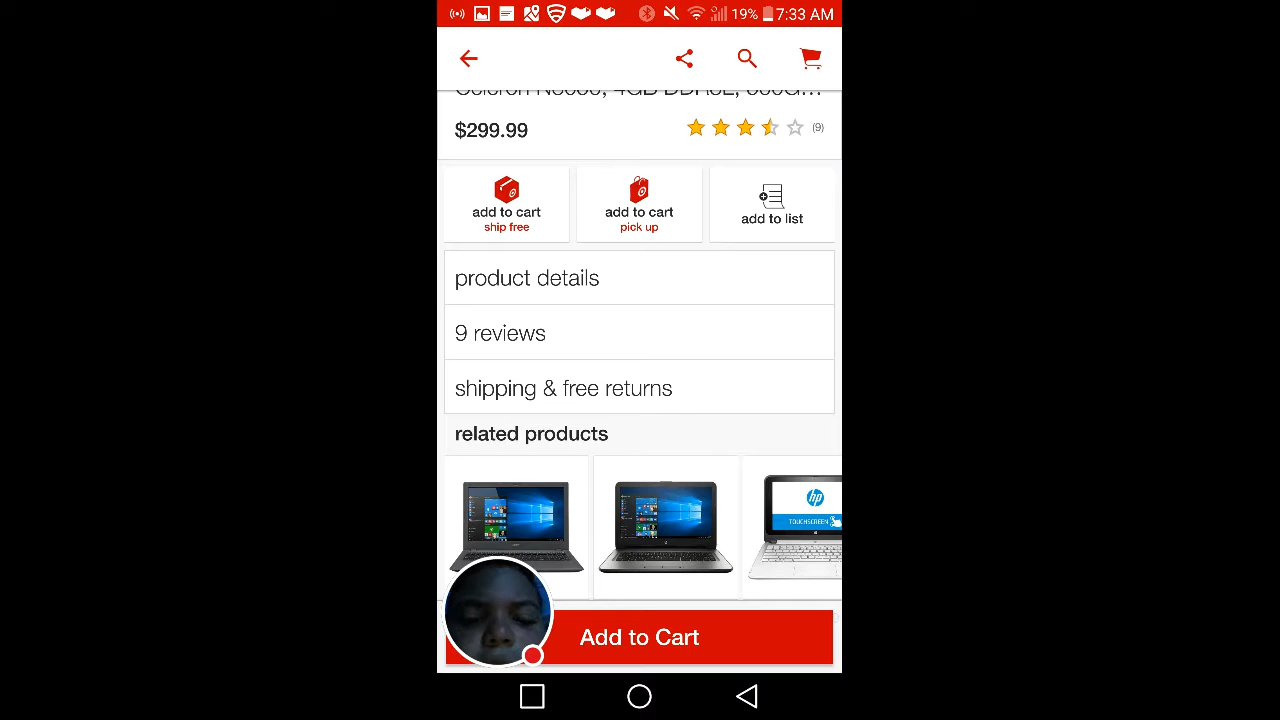 19% 7:33 AM
$299.99
(9)
add to cart
ship free
add to cart
pick up
add to list
product details
9 reviews
shipping & free returns
related products
hp
TOUCHSCREEN
Add to Cart